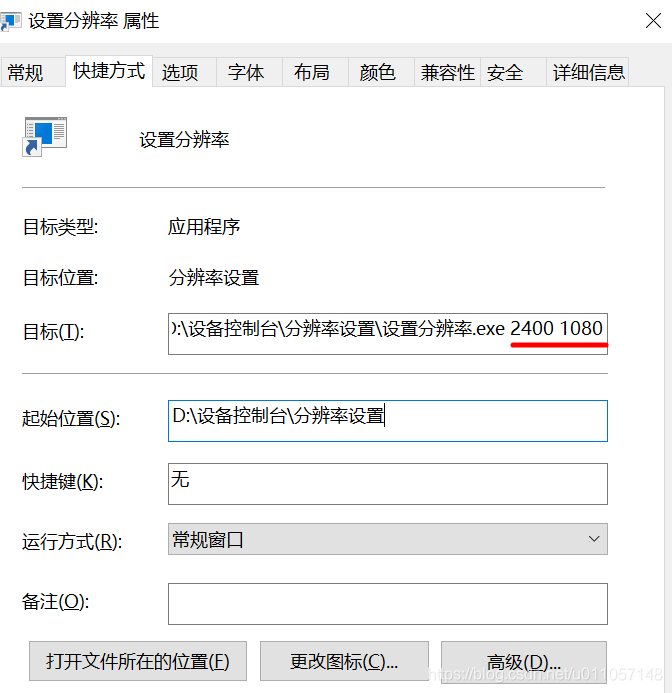 设置分辨率 属性
常规 快捷方式 选项 字体 布局 颜色 兼容性 安全 详细信息
设置分辨率
目标类型: 应用程序
目标位置: 分辨率设置
目标(T): :\设备控制台\分辨率设置\设置分辨率.exe 2400 1080
起始位置(S): D:\设备控制台\分辨率设置
快捷键(K): 无
运行方式(R): 常规窗口
备注(O):
打开文件所在的位置(F) 更改图标(C)... 高级(D)...
https://blog.csdn.net/u011057148